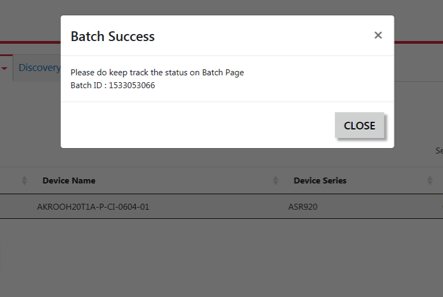 Batch Success
×
Please do keep track the status on Batch Page
Batch ID : 1533053066
CLOSE
Discovery
Se
Device Name
Device Series
AKROOH20T1A-P-CI-0604-01
ASR920